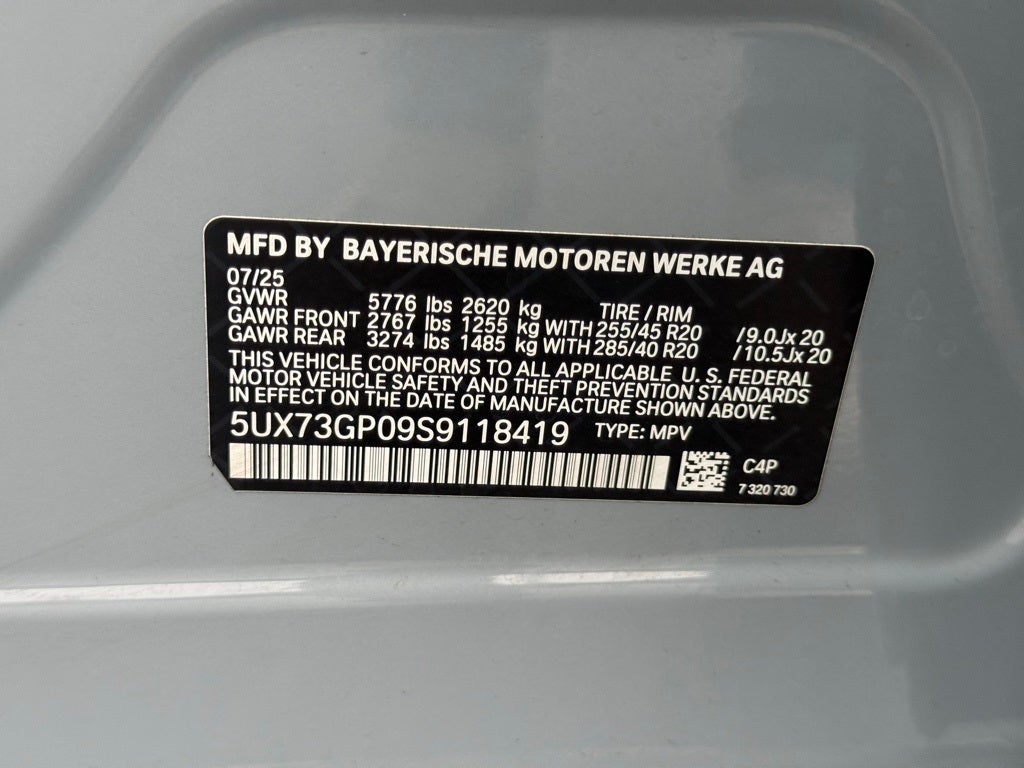 MFD BY BAYERISCHE MOTOREN WERKE AG
07/25
GVWR 5776 lbs 2620 kg TIRE / RIM
GAWR FRONT 2767 lbs 1255 kg WITH 255/45 R20 /9.0Jx 20
GAWR REAR 3274 lbs 1485 kg WITH 285/40 R20 /10.5Jx 20
THIS VEHICLE CONFORMS TO ALL APPLICABLE U. S. FEDERAL
MOTOR VEHICLE SAFETY AND THEFT PREVENTION STANDARDS
IN EFFECT ON THE DATE OF MANUFACTURE SHOWN ABOVE.
5UX73GP09S9118419 TYPE: MPV
C4P
7 320 730